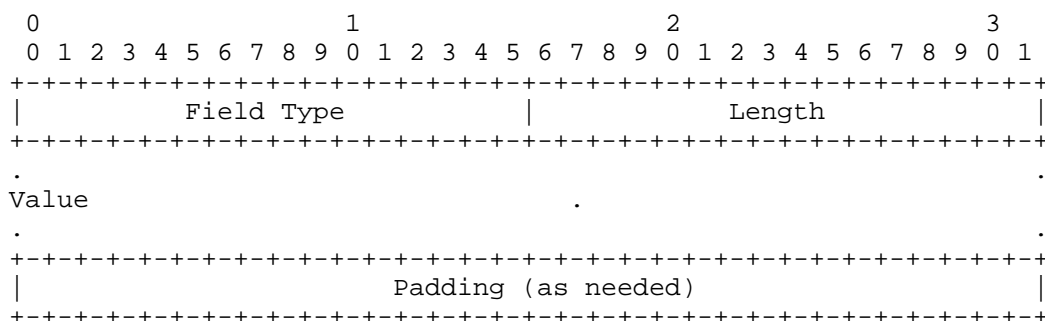 0                   1                   2                   3
 0 1 2 3 4 5 6 7 8 9 0 1 2 3 4 5 6 7 8 9 0 1 2 3 4 5 6 7 8 9 0 1
+-+-+-+-+-+-+-+-+-+-+-+-+-+-+-+-+-+-+-+-+-+-+-+-+-+-+-+-+-+-+-+-+
|          Field Type           |            Length             |
+-+-+-+-+-+-+-+-+-+-+-+-+-+-+-+-+-+-+-+-+-+-+-+-+-+-+-+-+-+-+-+-+
.                                                               .
Value                              .
.                                                               .
+-+-+-+-+-+-+-+-+-+-+-+-+-+-+-+-+-+-+-+-+-+-+-+-+-+-+-+-+-+-+-+-+
|                       Padding (as needed)                     |
+-+-+-+-+-+-+-+-+-+-+-+-+-+-+-+-+-+-+-+-+-+-+-+-+-+-+-+-+-+-+-+-+